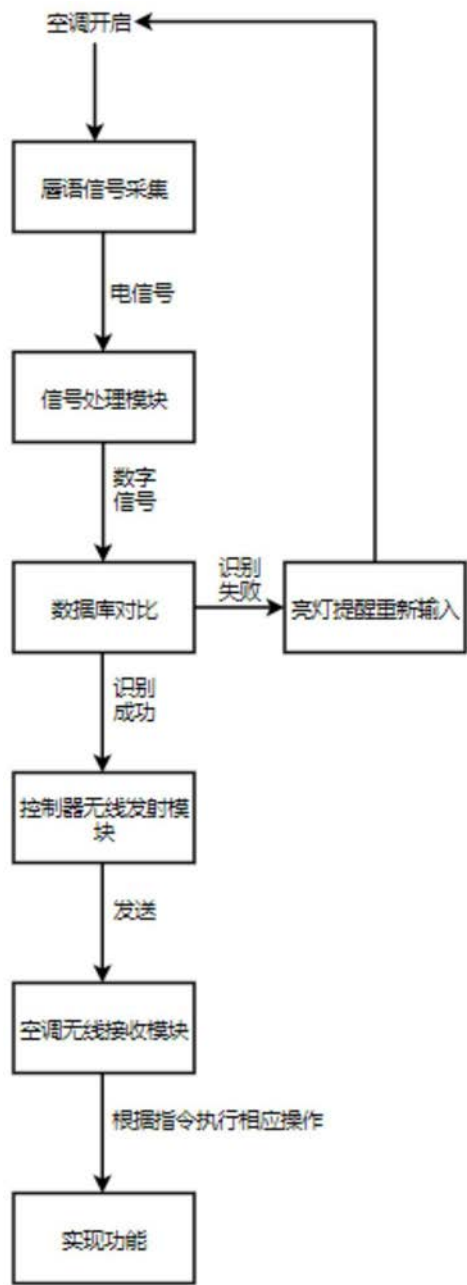 空调开启
唇语信号采集
电信号
信号处理模块
数字
信号
数据库对比
识别
失败
亮灯提醒重新输入
识别
成功
控制器无线发射模
块
发送
空调无线接收模块
根据指令执行相应操作
实现功能